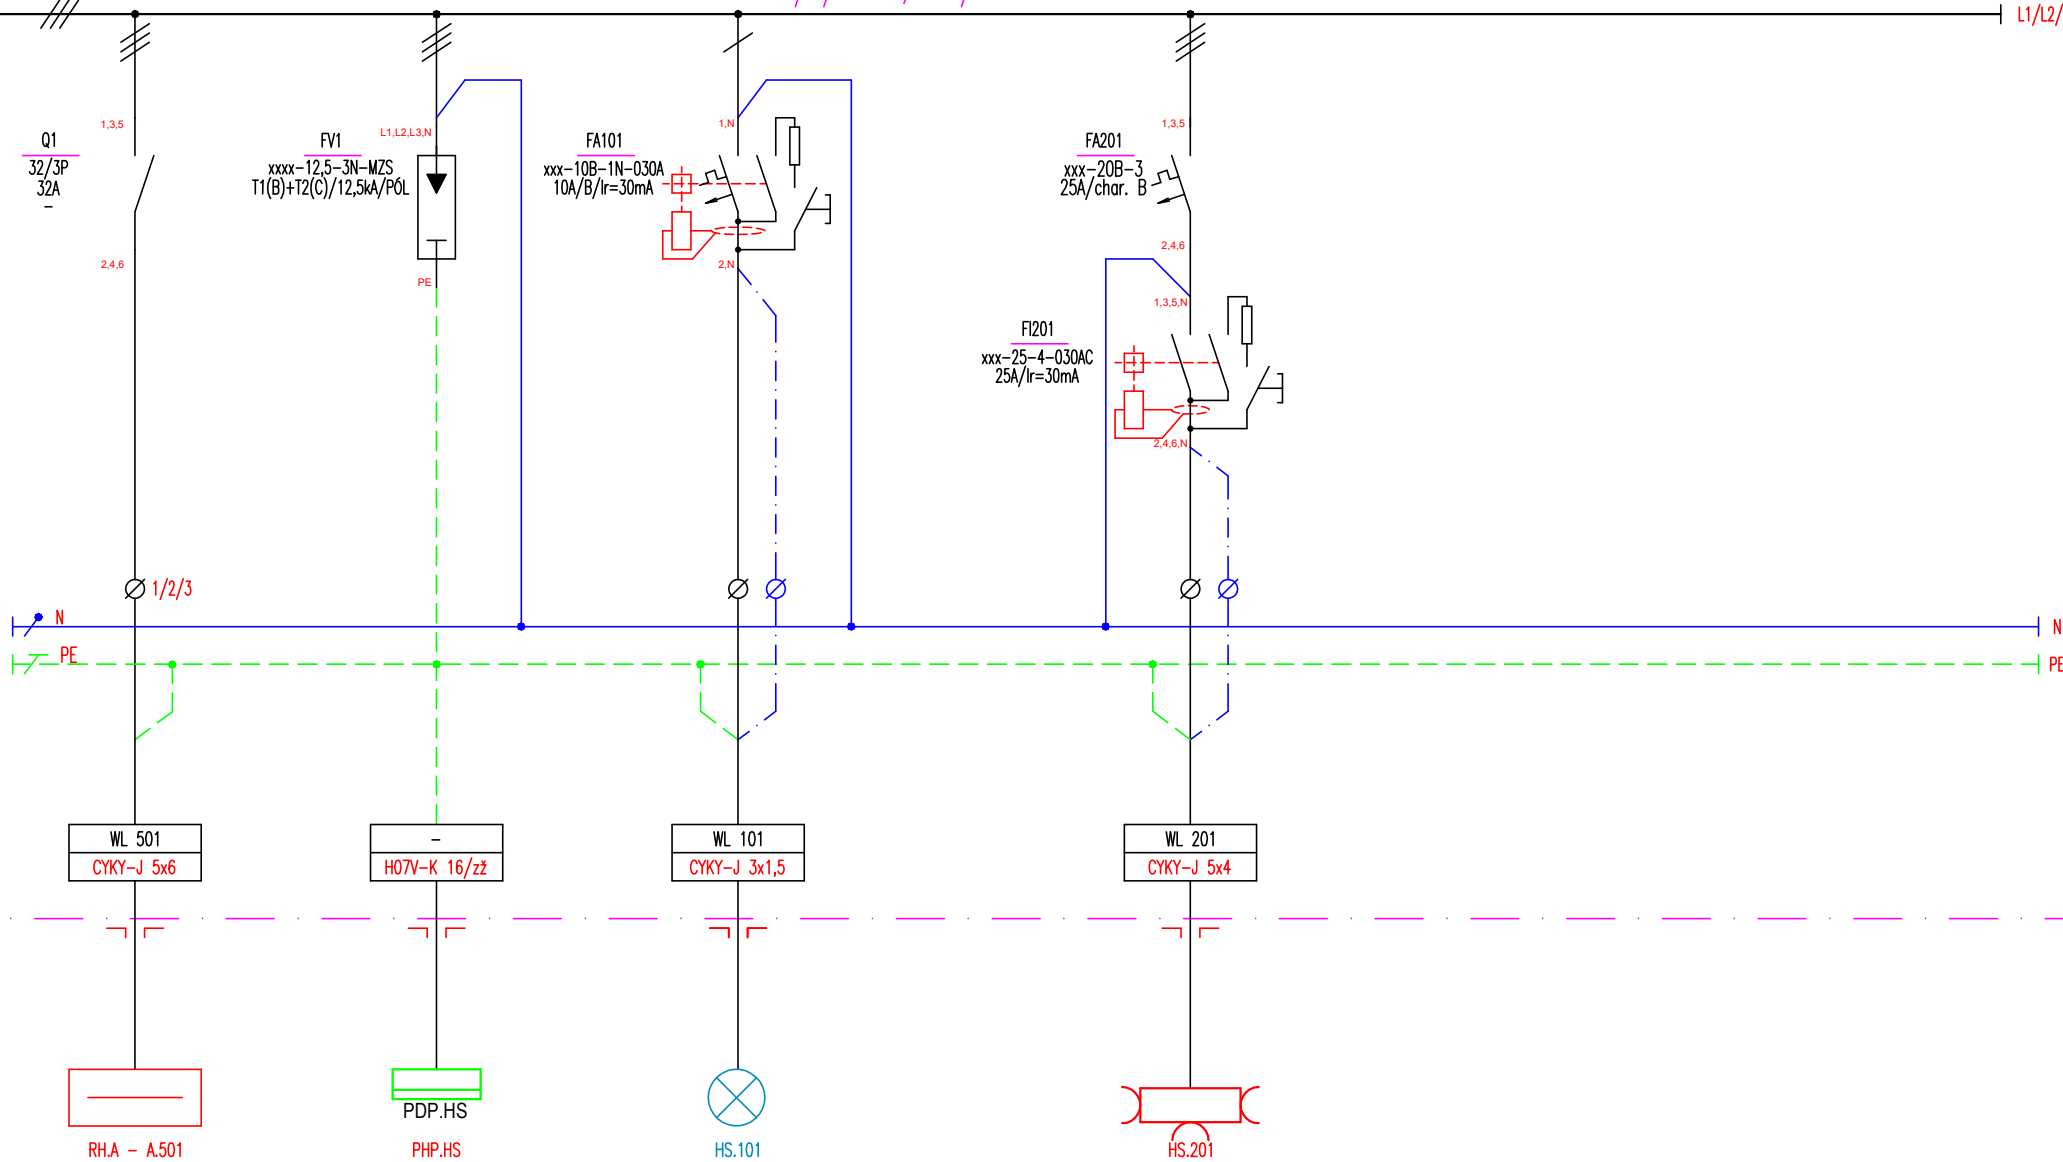 L1/L2/
1,3,5
Q1
32/3P
32A
–
2,4,6
L1,L2,L3,N
FV1
xxxx-12,5-3N-MZS
T1(B)+T2(C)/12,5kA/PÓL
PE
1,N
FA101
xxx-10B-1N-030A
10A/B/Ir=30mA
2,N
1,3,5
FA201
xxx-20B-3
25A/char. B
2,4,6
1,3,5,N
FI201
xxx-25-4-030AC
25A/Ir=30mA
2,4,6,N
1/2/3
N
N
PE
PE
WL 501
CYKY-J 5x6
–
H07V-K 16/zž
WL 101
CYKY-J 3x1,5
WL 201
CYKY-J 5x4
PDP.HS
RH.A - A.501
PHP.HS
HS.101
HS.201